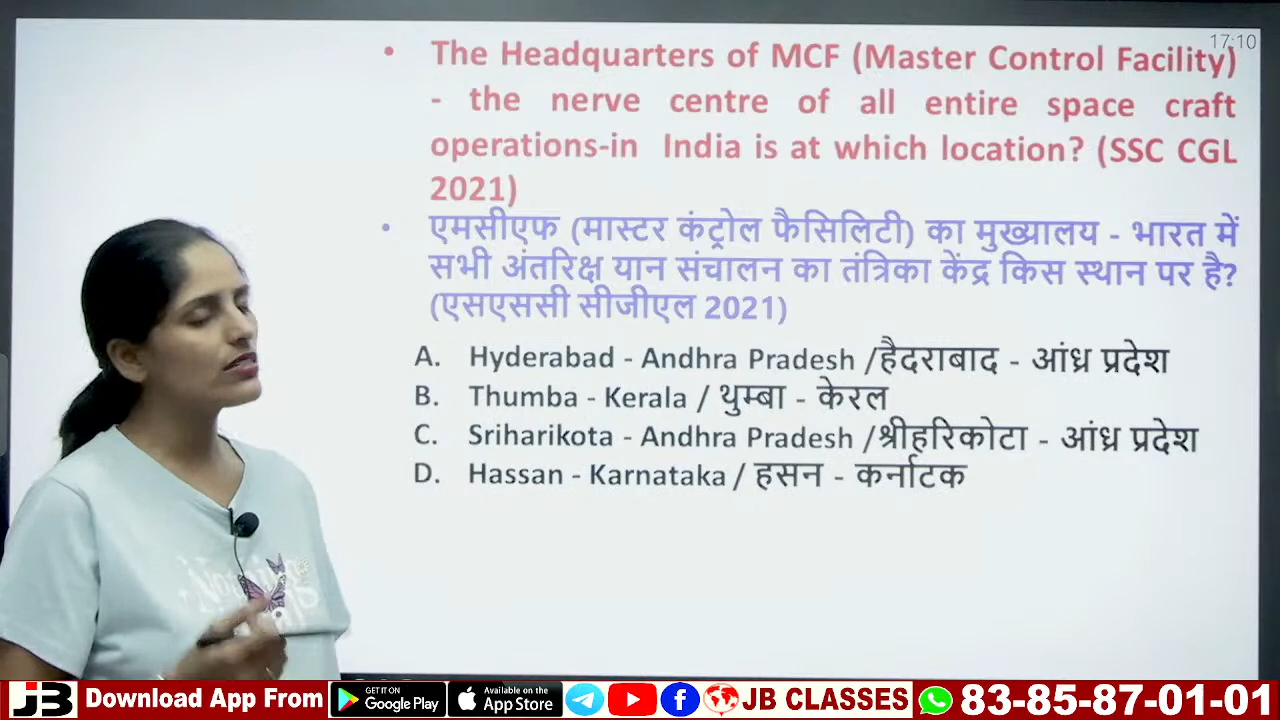 17:10
• The Headquarters of MCF (Master Control Facility)
- the nerve centre of all entire space craft
operations-in India is at which location? (SSC CGL
2021)
• एमसीएफ (मास्टर कंट्रोल फैसिलिटी) का मुख्यालय - भारत में
सभी अंतरिक्ष यान संचालन का तंत्रिका केंद्र किस स्थान पर है?
(एसएससी सीजीएल 2021)
A. Hyderabad - Andhra Pradesh /हैदराबाद - आंध्र प्रदेश
B. Thumba - Kerala / थुम्बा - केरल
C. Sriharikota - Andhra Pradesh /श्रीहरिकोटा - आंध्र प्रदेश
D. Hassan - Karnataka / हसन - कर्नाटक
JB Download App From GET IT ON Google Play Available on the App Store JB CLASSES 83-85-87-01-01